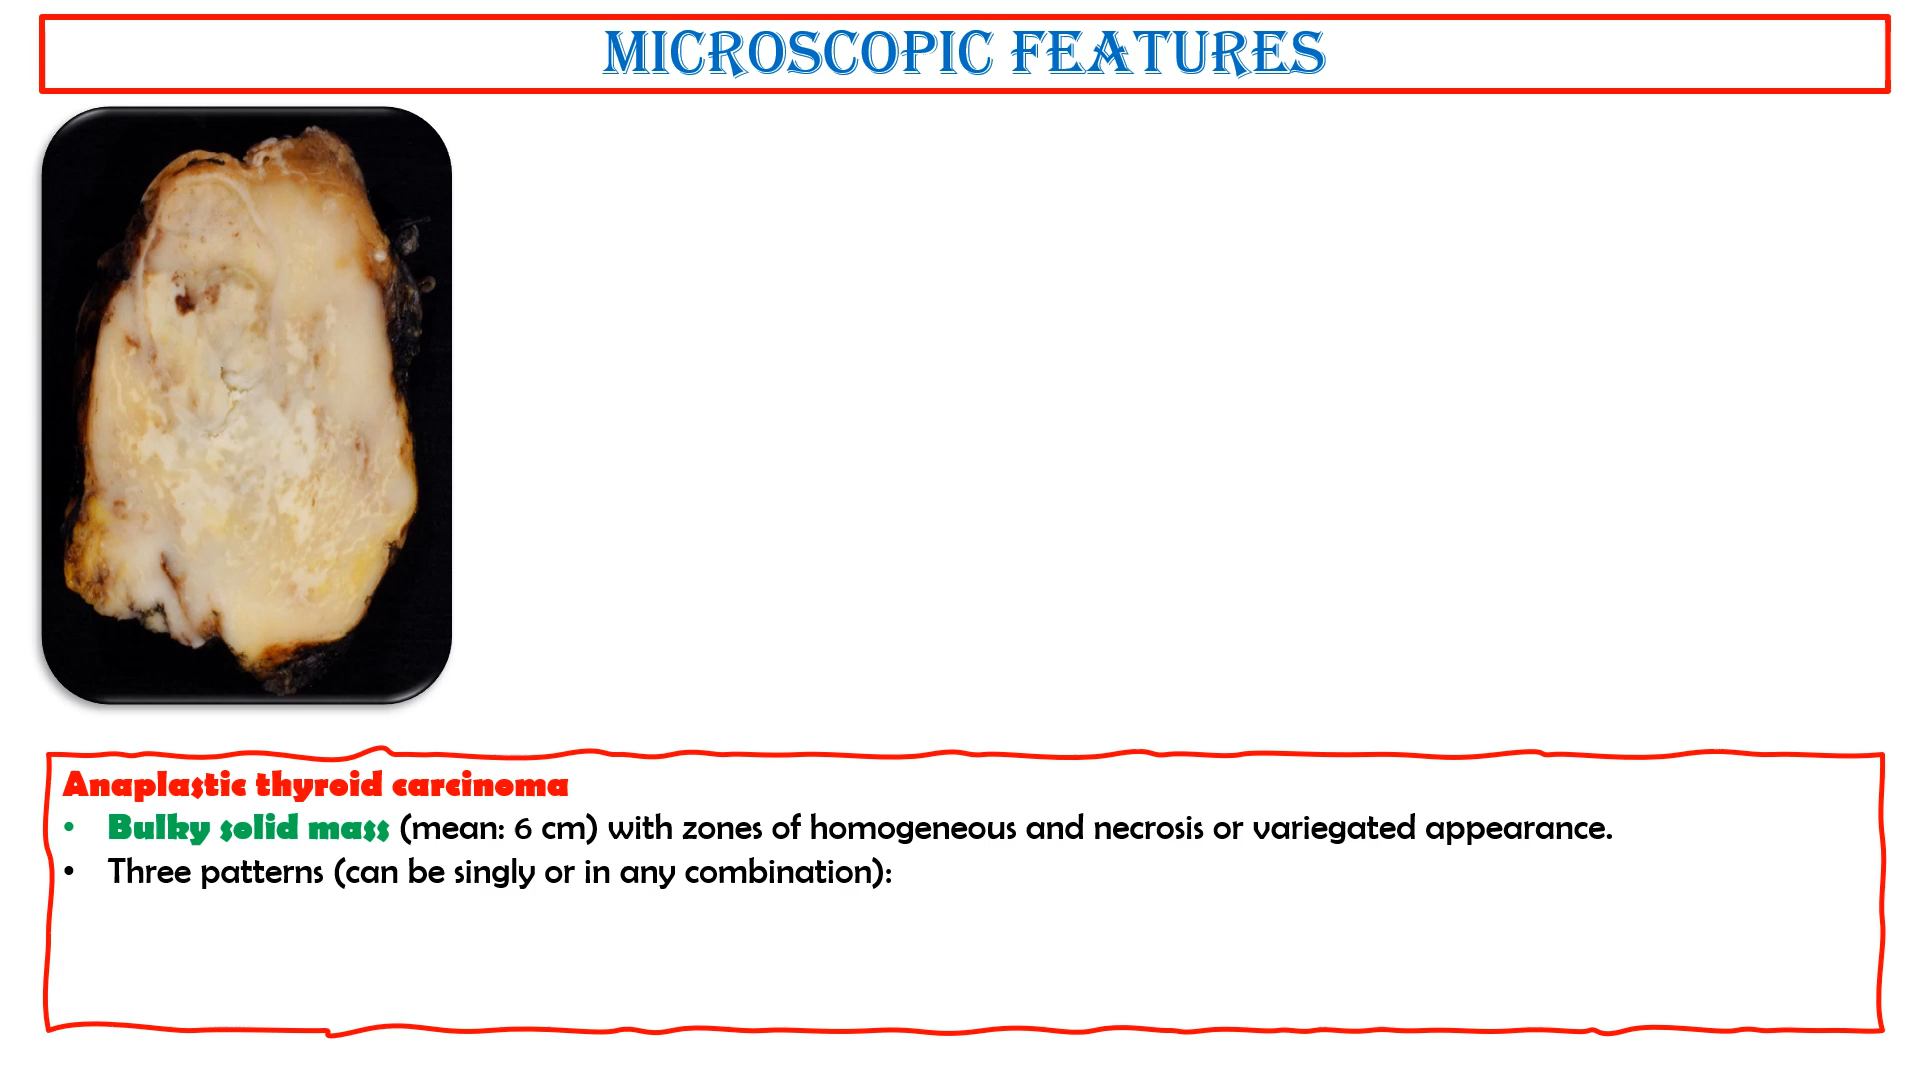 MICROSCOPIC FEATURES
Anaplastic thyroid carcinoma
• Bulky solid mass (mean: 6 cm) with zones of homogeneous and necrosis or variegated appearance.
• Three patterns (can be singly or in any combination):